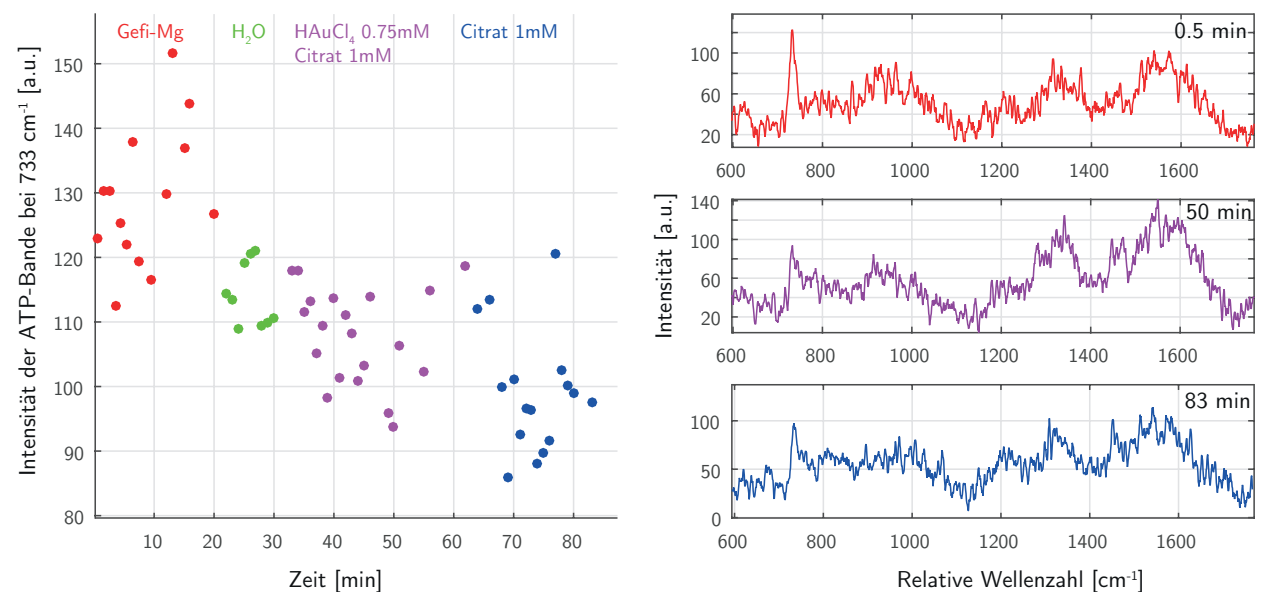 Gefi-Mg
H₂O
HAuCl₄ 0.75mM
Citrat 1mM
Citrat 1mM
Intensität der ATP-Bande bei 733 cm⁻¹ [a.u.]
150
140
130
120
110
100
90
80
10 20 30 40 50 60 70 80
Zeit [min]
0.5 min
100
60
20
600 800 1000 1200 1400 1600
50 min
140
100
60
20
600 800 1000 1200 1400 1600
Intensität [a.u.]
83 min
100
50
0
600 800 1000 1200 1400 1600
Relative Wellenzahl [cm⁻¹]